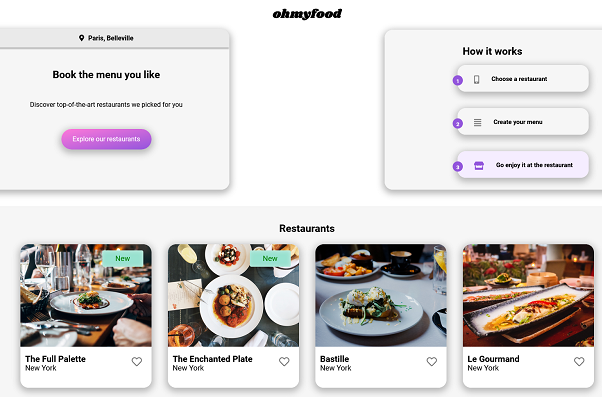 ohmyfood
Paris, Belleville
Book the menu you like
Discover top-of-the-art restaurants we picked for you
Explore our restaurants
How it works
1 Choose a restaurant
2 Create your menu
3 Go enjoy it at the restaurant
Restaurants
New
The Full Palette
New York
New
The Enchanted Plate
New York
Bastille
New York
Le Gourmand
New York